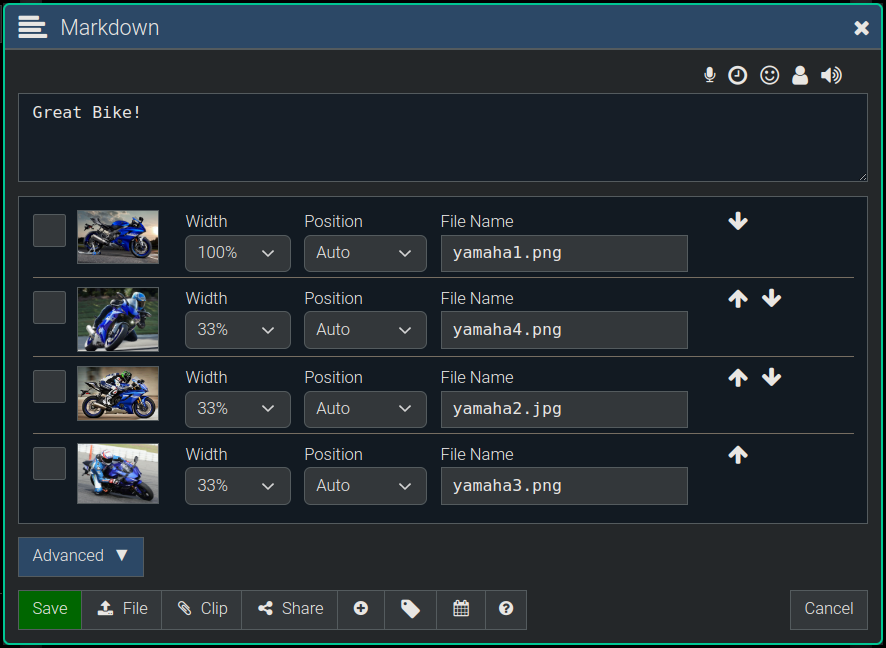 Markdown
Great Bike!
Width Position File Name
100% Auto yamaha1.png
Width Position File Name
33% Auto yamaha4.png
Width Position File Name
33% Auto yamaha2.jpg
Width Position File Name
33% Auto yamaha3.png
Advanced ▼
Save File Clip Share Cancel